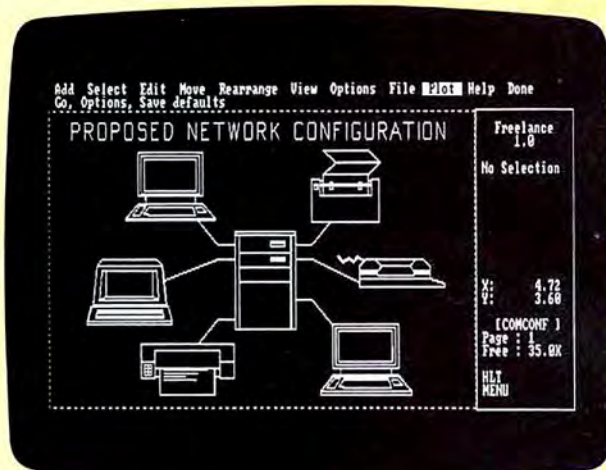 Add Select Edit Move Rearrange View Options File Plot Help Done
Go, Options, Save defaults
PROPOSED NETWORK CONFIGURATION
Freelance
1.0
No Selection
X: 4.72
Y: 3.60
[COMCONF ]
Page : 1
Free : 35.0K
HLT
MENU